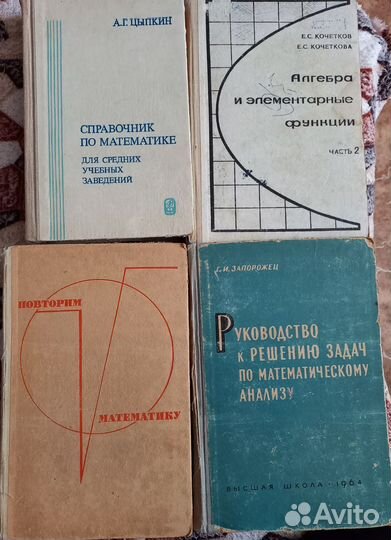 А.Г. ЦЫПКИН
СПРАВОЧНИК
ПО МАТЕМАТИКЕ
ДЛЯ СРЕДНИХ
УЧЕБНЫХ
ЗАВЕДЕНИЙ
Е.С. КОЧЕТКОВ
Е.С. КОЧЕТКОВА
Алгебра
и элементарные
функции
ЧАСТЬ 2
ПОВТОРИМ
МАТЕМАТИКУ
Г. И. ЗАПОРОЖЕЦ
РУКОВОДСТВО
К РЕШЕНИЮ ЗАДАЧ
ПО МАТЕМАТИЧЕСКОМУ
АНАЛИЗУ
ВЫСШАЯ ШКОЛА • 1964
Avito